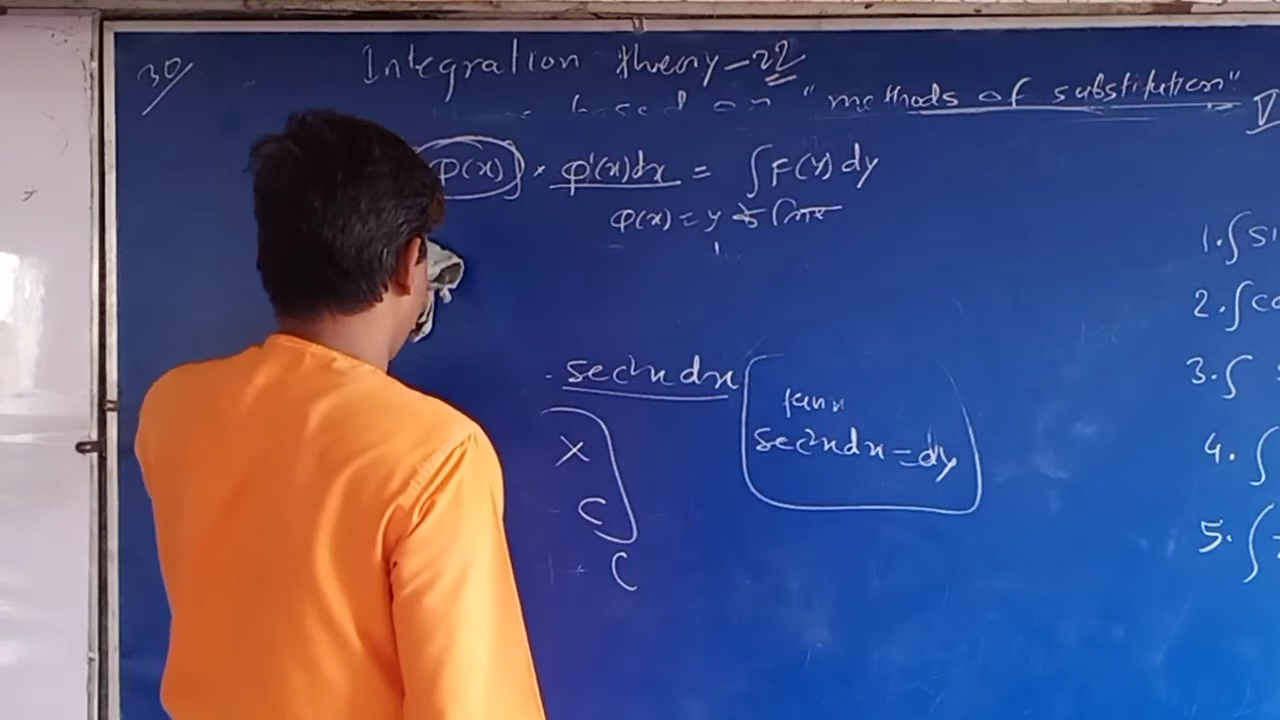 30/
Integration theory-22
based on "methods of substitution"
φ(x)) × φ'(x)dx = ∫F(y) dy
φ(x) = y
sec²x dx
tan x
sec²x dx = dy
x
C
C
1. ∫ si
2. ∫ co
3. ∫
4. ∫
5. ∫